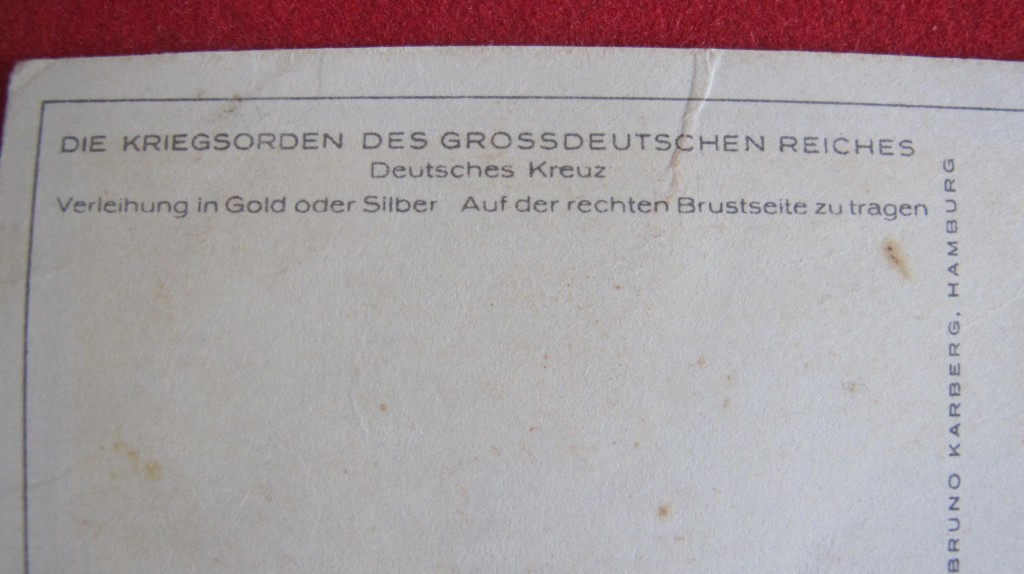 DIE KRIEGSORDEN DES GROSSDEUTSCHEN REICHES
Deutsches Kreuz
Verleihung in Gold oder Silber Auf der rechten Brustseite zu tragen
BRUNO KARBERG, HAMBURG